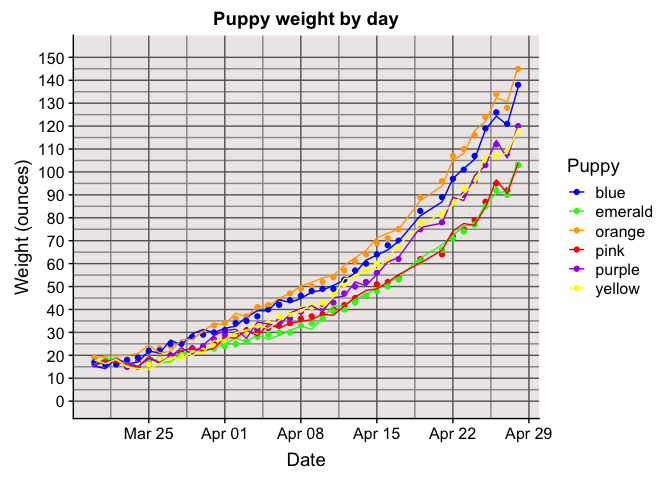 Puppy weight by day
150
140
130
120
110
100
90
80
70
60
50
40
30
20
10
0
Weight (ounces)
Mar 25 Apr 01 Apr 08 Apr 15 Apr 22 Apr 29
Date
Puppy
blue
emerald
orange
pink
purple
yellow